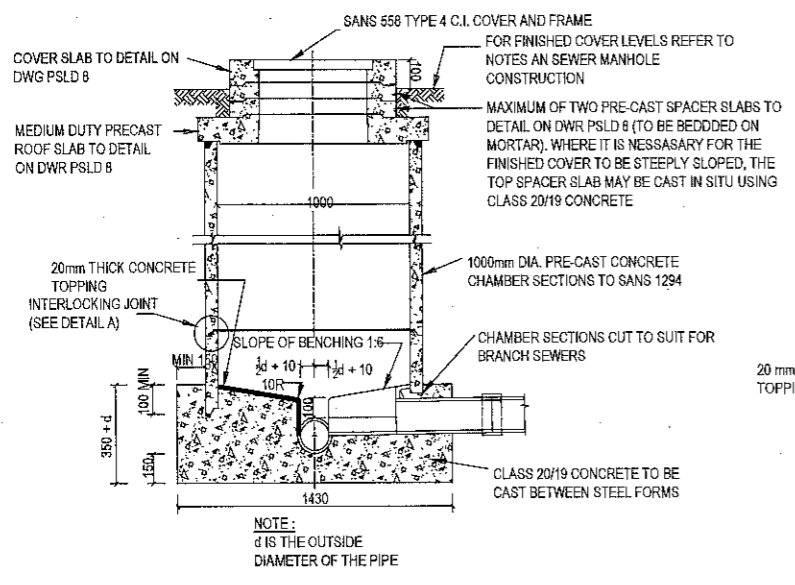 SANS 558 TYPE 4 C.I. COVER AND FRAME
COVER SLAB TO DETAIL ON
DWG PSLD 8
FOR FINISHED COVER LEVELS REFER TO
NOTES AN SEWER MANHOLE
CONSTRUCTION
100
MAXIMUM OF TWO PRE-CAST SPACER SLABS TO
DETAIL ON DWR PSLD 8 (TO BE BEDDDED ON
MORTAR). WHERE IT IS NESSASARY FOR THE
FINISHED COVER TO BE STEEPLY SLOPED, THE
TOP SPACER SLAB MAY BE CAST IN SITU USING
CLASS 20/19 CONCRETE
MEDIUM DUTY PRECAST
ROOF SLAB TO DETAIL
ON DWR PSLD 8
1000
20mm THICK CONCRETE
TOPPING
INTERLOCKING JOINT
(SEE DETAIL A)
1000mm DIA. PRE-CAST CONCRETE
CHAMBER SECTIONS TO SANS 1294
SLOPE OF BENCHING 1:6
CHAMBER SECTIONS CUT TO SUIT FOR
BRANCH SEWERS
MIN
½d + 10
½d + 10
20 mm
TOPPI
10R
100
100 MIN
350 + d
150
CLASS 20/19 CONCRETE TO BE
CAST BETWEEN STEEL FORMS
1430
NOTE :
d IS THE OUTSIDE
DIAMETER OF THE PIPE